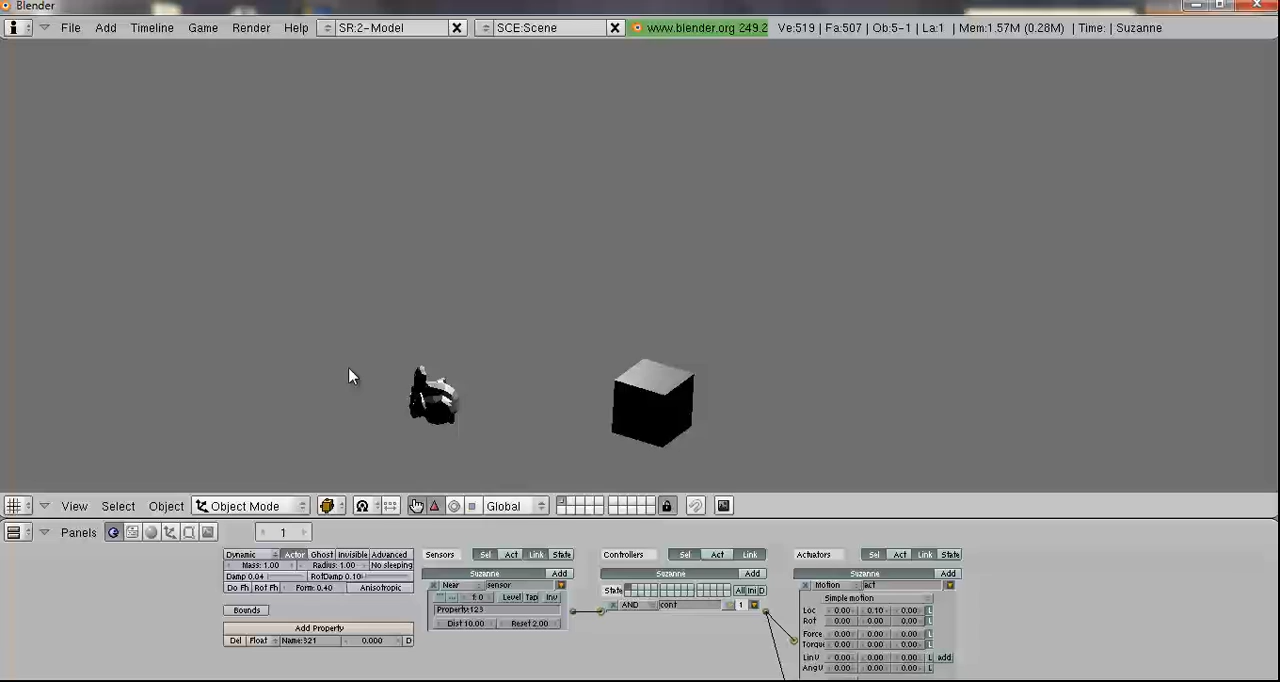 Blender
File Add Timeline Game Render Help SR:2-Model SCE:Scene www.blender.org 249.2 Ve:519 | Fa:507 | Ob:5-1 | La:1 | Mem:1.57M (0.28M) | Time: | Suzanne
View Select Object Object Mode Global
Panels 1
Dynamic Actor Ghost Invisible Advanced Sensors Sel Act Link State Controllers Sel Act Link Actuators Sel Act Link State
Mass: 1.00 Radius: 1.00 No sleeping
Damp 0.04 RotDamp 0.10 Suzanne Add Suzanne Add Suzanne Add
Do Fh Rot Fh Form: 0.40 Anisotropic Near sensor State All Ini D Motion act
1:0 Level Tap Inv Simple motion
Bounds Property:123 AND cont 1 Loc 0.00 0.10 0.00 L
Dist 10.00 Reset 2.00 Rot 0.00 0.00 0.00 L
Add Property Force 0.00 0.00 0.00 L
Del Float Name:321 0.000 D Torque 0.00 0.00 0.00 L
LinV 0.00 0.00 0.00 L add
AngV 0.00 0.00 0.00 L